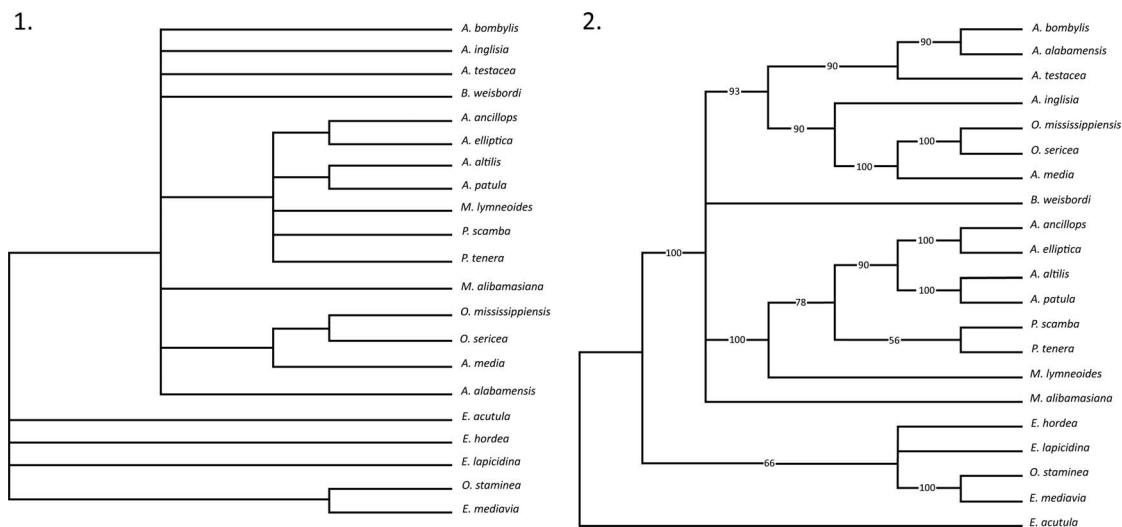 1.
A. bombylis
A. inglisia
A. testacea
B. weisbordi
A. ancillops
A. elliptica
A. altilis
A. patula
M. lymneoides
P. scamba
P. tenera
M. alibamasiana
O. mississippiensis
O. sericea
A. media
A. alabamensis
E. acutula
E. hordea
E. lapicidina
O. staminea
E. mediavia
2.
A. bombylis
90
A. alabamensis
90
A. testacea
93
A. inglisia
90
O. mississippiensis
100
O. sericea
100
A. media
B. weisbordi
A. ancillops
100
A. elliptica
100
90
A. altilis
100
A. patula
78
P. scamba
100
56
P. tenera
M. lymneoides
M. alibamasiana
E. hordea
E. lapicidina
66
O. staminea
100
E. mediavia
E. acutula